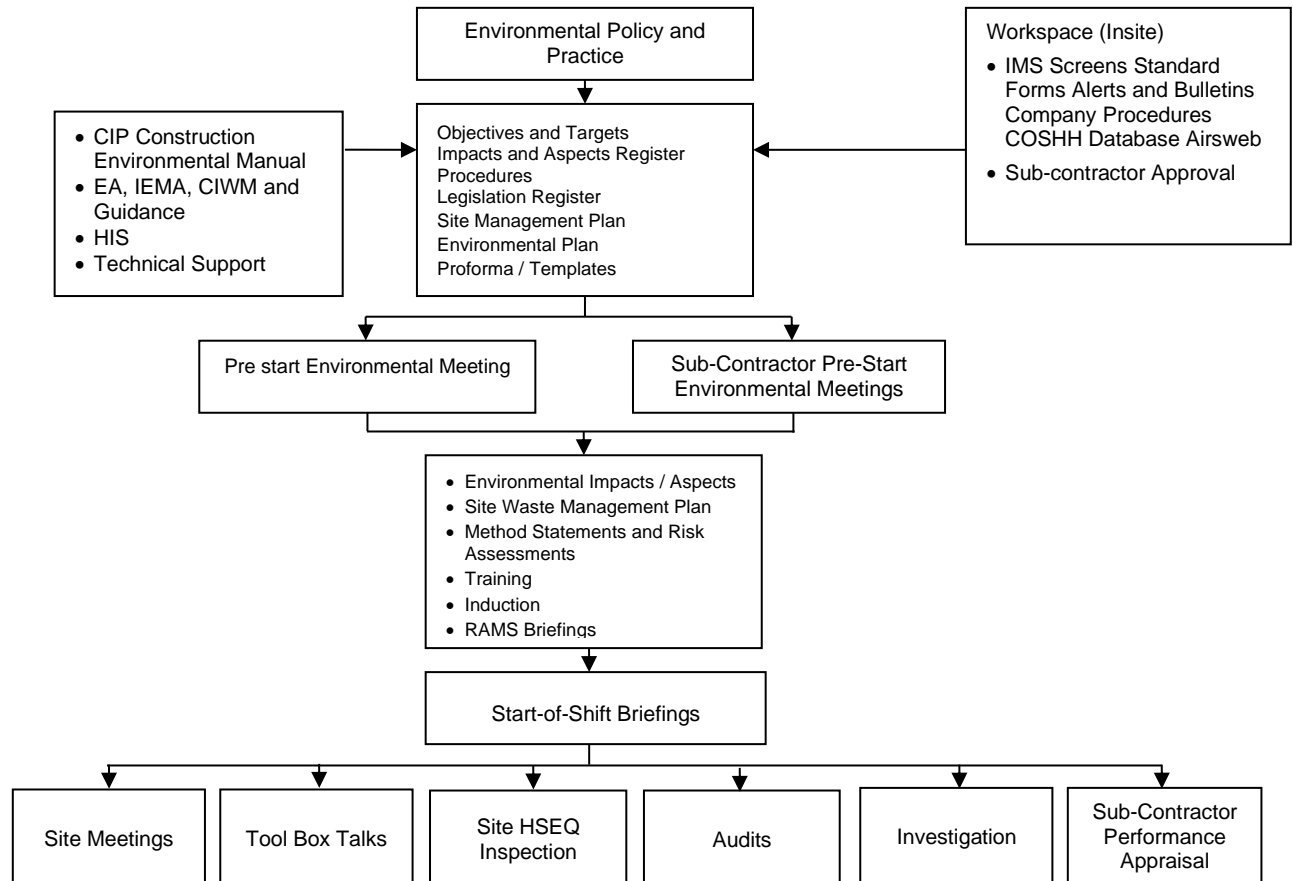 Environmental Policy and
Practice
Workspace (Insite)
• IMS Screens Standard
Forms Alerts and Bulletins
Company Procedures
COSHH Database Airsweb
• Sub-contractor Approval
• CIP Construction
Environmental Manual
• EA, IEMA, CIWM and
Guidance
• HIS
• Technical Support
Objectives and Targets
Impacts and Aspects Register
Procedures
Legislation Register
Site Management Plan
Environmental Plan
Proforma / Templates
Pre start Environmental Meeting
Sub-Contractor Pre-Start
Environmental Meetings
• Environmental Impacts / Aspects
• Site Waste Management Plan
• Method Statements and Risk
Assessments
• Training
• Induction
• RAMS Briefings
Start-of-Shift Briefings
Site Meetings
Tool Box Talks
Site HSEQ
Inspection
Audits
Investigation
Sub-Contractor
Performance
Appraisal